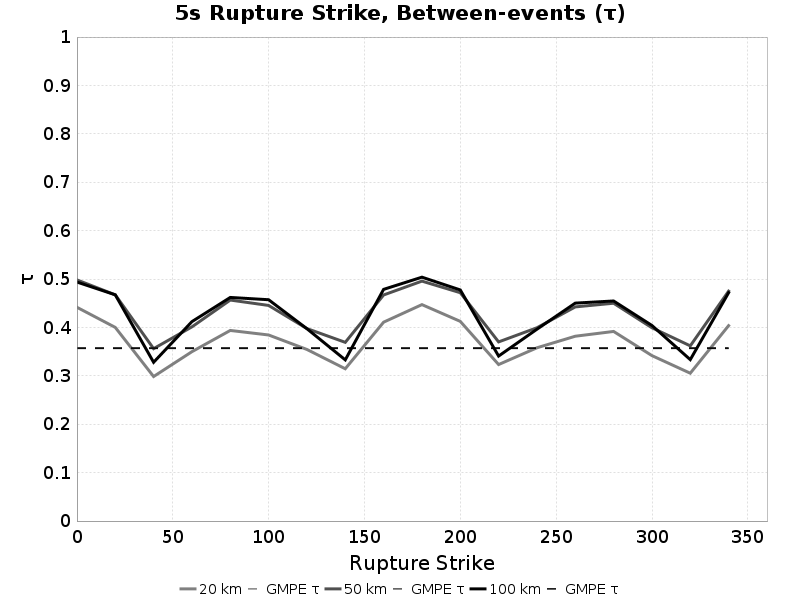 5s Rupture Strike, Between-events (τ)
1
0.9
0.8
0.7
0.6
τ
0.5
0.4
0.3
0.2
0.1
0
0 50 100 150 200 250 300 350
Rupture Strike
20 km GMPE τ 50 km GMPE τ 100 km GMPE τ